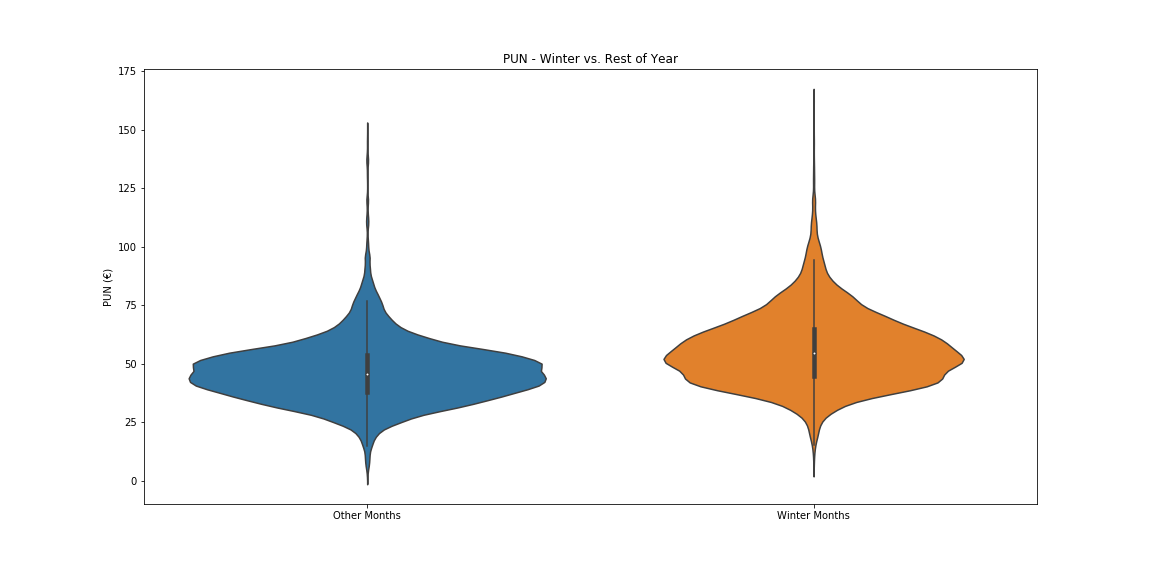 PUN - Winter vs. Rest of Year
175
150
125
100
75
50
25
0
PUN (€)
Other Months
Winter Months